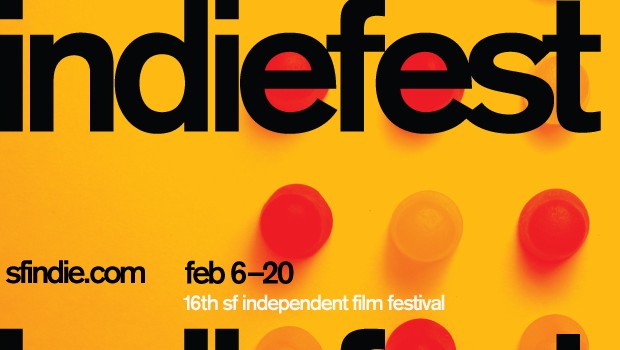 indiefest
sfindie.com feb 6–20
16th sf independent film festival